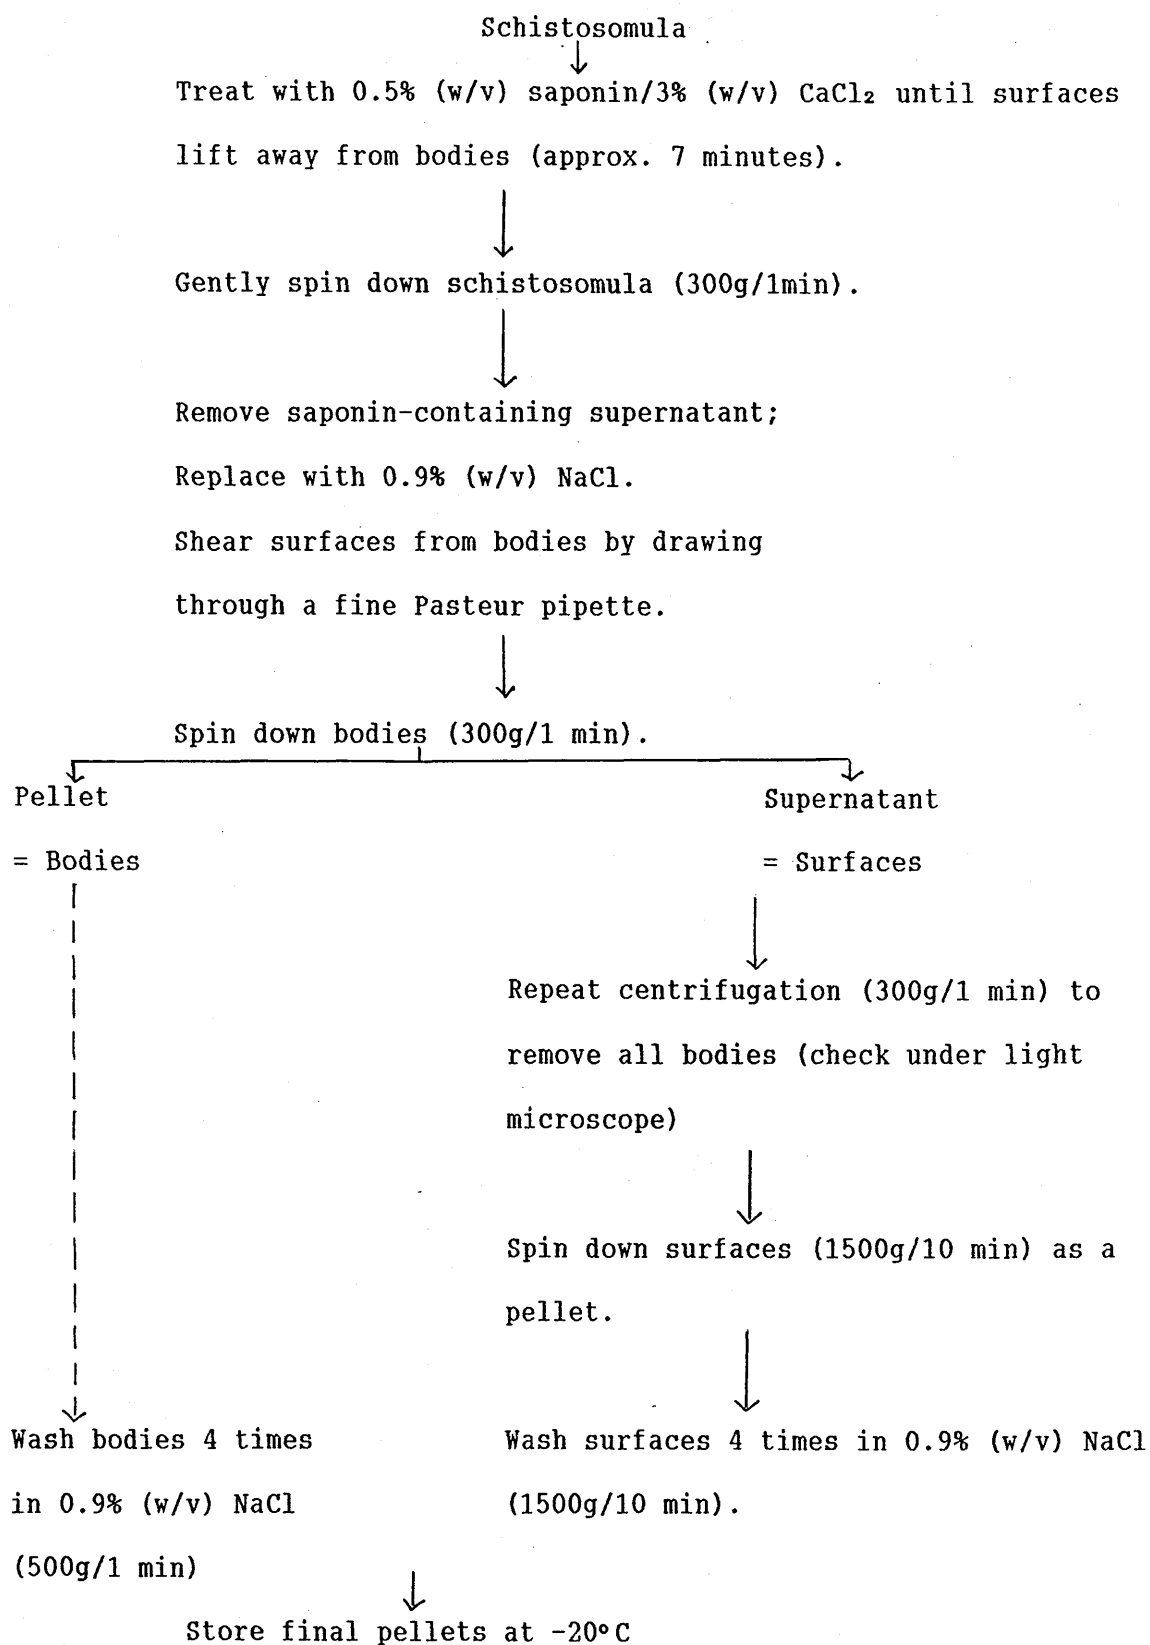 Schistosomula
Treat with 0.5% (w/v) saponin/3% (w/v) CaCl₂ until surfaces
lift away from bodies (approx. 7 minutes).
Gently spin down schistosomula (300g/1min).
Remove saponin-containing supernatant;
Replace with 0.9% (w/v) NaCl.
Shear surfaces from bodies by drawing
through a fine Pasteur pipette.
Spin down bodies (300g/1 min).
Pellet
= Bodies
Supernatant
= Surfaces
Repeat centrifugation (300g/1 min) to
remove all bodies (check under light
microscope)
Spin down surfaces (1500g/10 min) as a
pellet.
Wash bodies 4 times
in 0.9% (w/v) NaCl
(500g/1 min)
Wash surfaces 4 times in 0.9% (w/v) NaCl
(1500g/10 min).
Store final pellets at -20°C